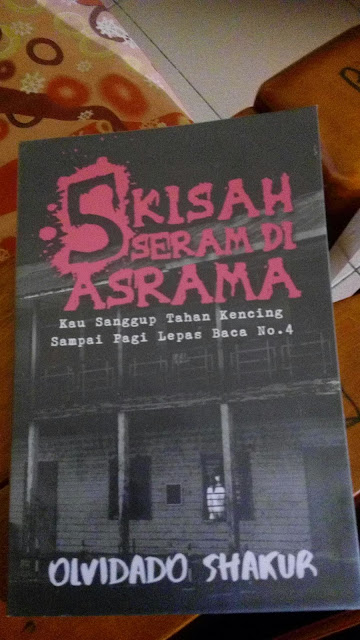 5 KISAH
SERAM DI
ASRAMA
Kau Sanggup Tahan Kencing
Sampai Pagi Lepas Baca No.4
OLVIDADO SHAKUR